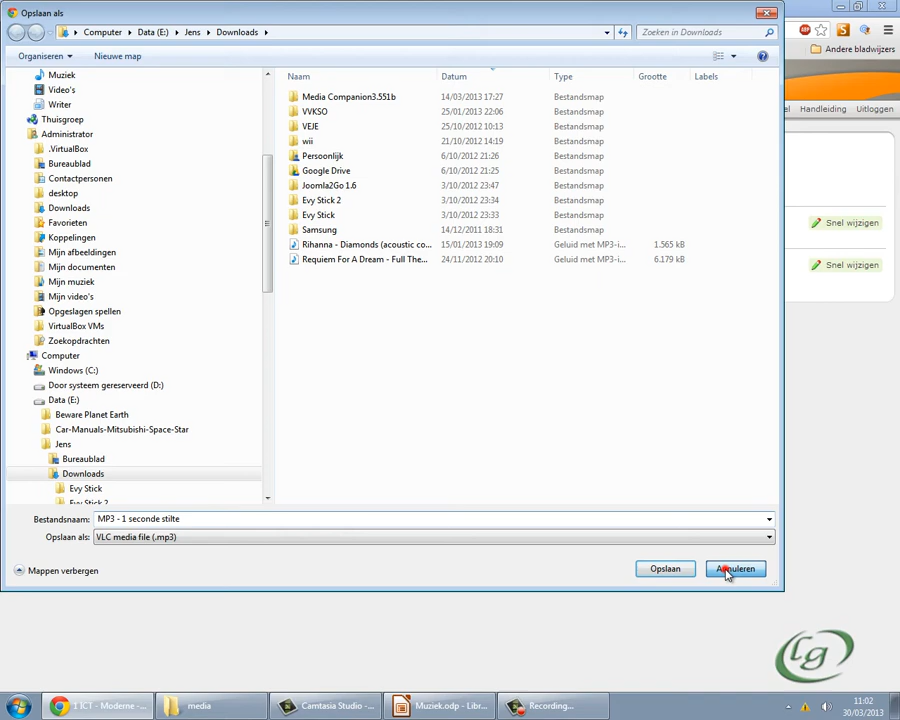 Opslaan als
Computer Data (E:) Jens Downloads
Zoeken in Downloads
Andere bladwijzers
Organiseren Nieuwe map
Handleiding Uitloggen
Naam Datum Type Grootte Labels
Muziek
Video's
Writer
Thuisgroep
Administrator
.VirtualBox
Bureaublad
Contactpersonen
desktop
Downloads
Favorieten
Koppelingen
Mijn afbeeldingen
Mijn documenten
Mijn muziek
Mijn video's
Opgeslagen spellen
VirtualBox VMs
Zoekopdrachten
Computer
Windows (C:)
Door systeem gereserveerd (D:)
Data (E:)
Beware Planet Earth
Car-Manuals-Mitsubishi-Space-Star
Jens
Bureaublad
Downloads
Evy Stick
Evy Stick 2
Media Companion3.551b 14/03/2013 17:27 Bestandsmap
VVKSO 25/01/2013 22:06 Bestandsmap
VEJE 25/10/2012 10:13 Bestandsmap
wii 21/10/2012 14:19 Bestandsmap
Persoonlijk 6/10/2012 21:26 Bestandsmap
Google Drive 6/10/2012 21:25 Bestandsmap
Joomla2Go 1.6 3/10/2012 23:47 Bestandsmap
Evy Stick 2 3/10/2012 23:34 Bestandsmap
Evy Stick 3/10/2012 23:33 Bestandsmap
Samsung 14/12/2011 18:31 Bestandsmap
Rihanna - Diamonds (acoustic co... 15/01/2013 19:09 Geluid met MP3-i... 1.565 kB
Requiem For A Dream - Full The... 24/11/2012 20:10 Geluid met MP3-i... 6.179 kB
Snel wijzigen
Snel wijzigen
Bestandsnaam: MP3 - 1 seconde stilte
Opslaan als: VLC media file (.mp3)
Mappen verbergen
Opslaan Annuleren
lg
1 ICT - Moderne -... media Camtasia Studio -... Muziek.odp - Libr... Recording...
11:02
30/03/2013